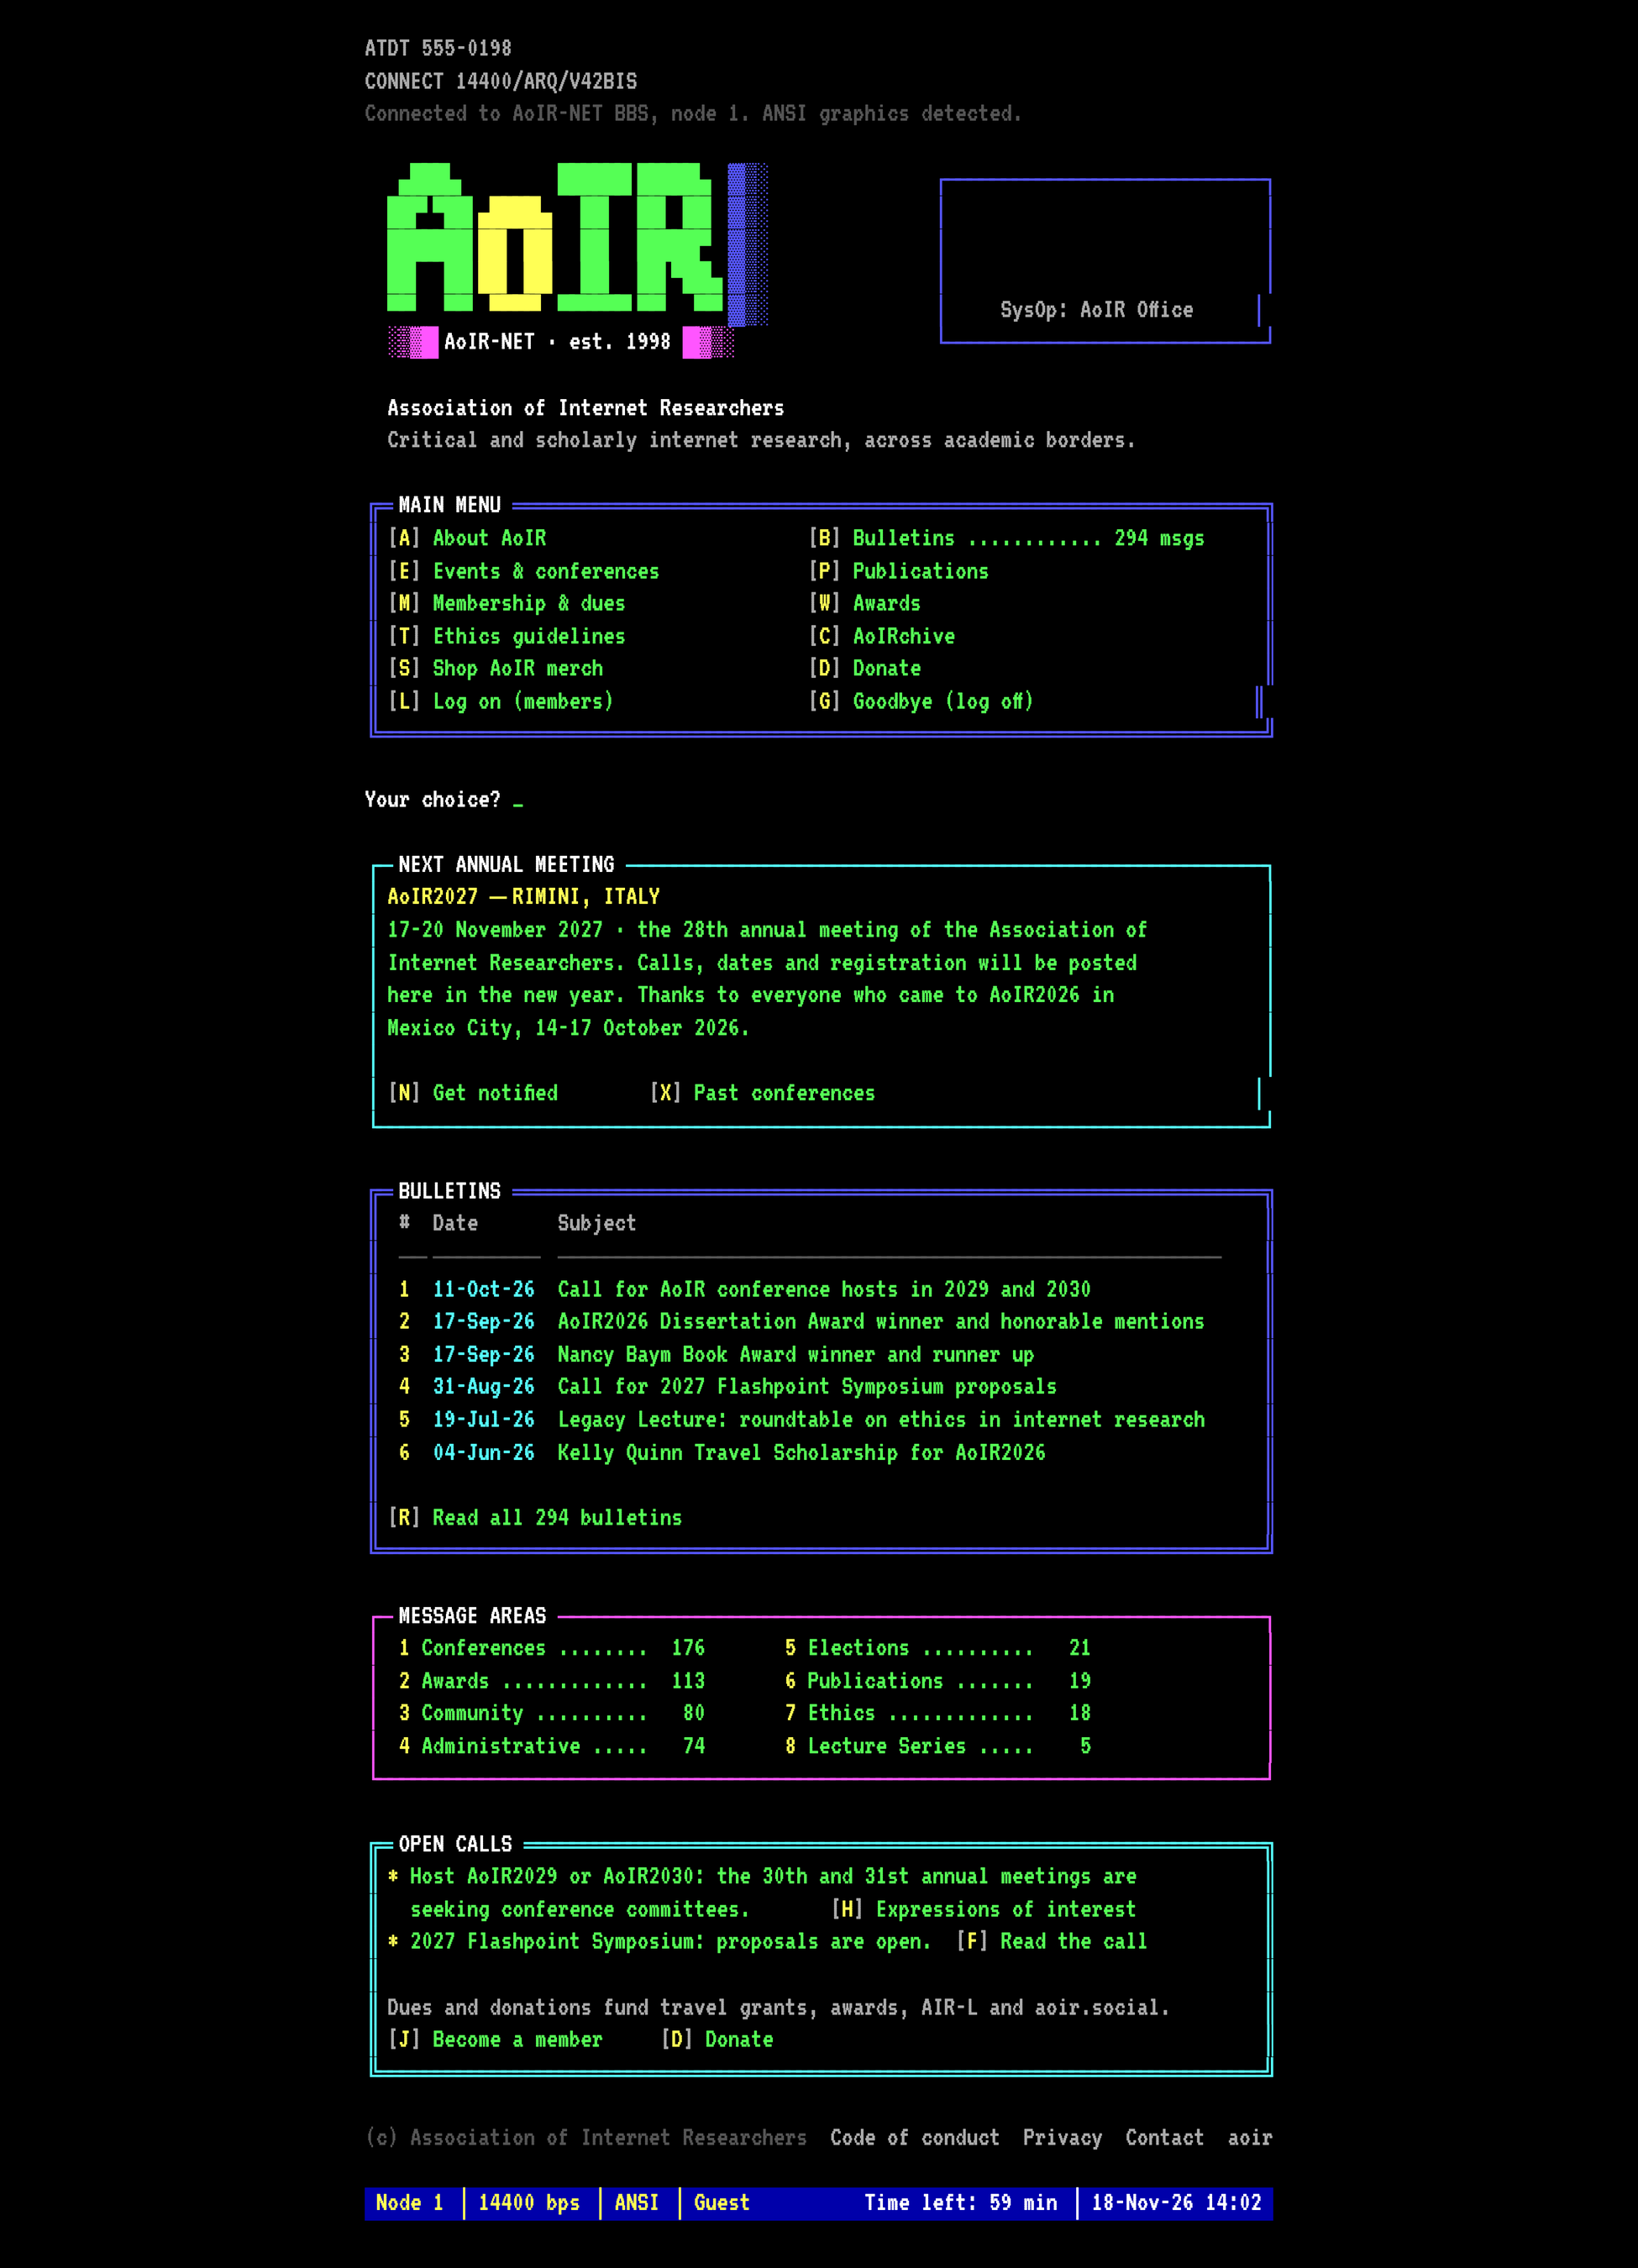 ATDT 555-0198
CONNECT 14400/ARQ/V42BIS
Connected to AoIR-NET BBS, node 1. ANSI graphics detected.
AoIR
SysOp: AoIR Office
AoIR-NET · est. 1998
Association of Internet Researchers
Critical and scholarly internet research, across academic borders.
MAIN MENU
[A] About AoIR [B] Bulletins ............ 294 msgs
[E] Events & conferences [P] Publications
[M] Membership & dues [W] Awards
[T] Ethics guidelines [C] AoIRchive
[S] Shop AoIR merch [D] Donate
[L] Log on (members) [G] Goodbye (log off)
Your choice? _
NEXT ANNUAL MEETING
AoIR2027 — RIMINI, ITALY
17-20 November 2027 · the 28th annual meeting of the Association of
Internet Researchers. Calls, dates and registration will be posted
here in the new year. Thanks to everyone who came to AoIR2026 in
Mexico City, 14-17 October 2026.
[N] Get notified [X] Past conferences
BULLETINS
# Date Subject
1 11-Oct-26 Call for AoIR conference hosts in 2029 and 2030
2 17-Sep-26 AoIR2026 Dissertation Award winner and honorable mentions
3 17-Sep-26 Nancy Baym Book Award winner and runner up
4 31-Aug-26 Call for 2027 Flashpoint Symposium proposals
5 19-Jul-26 Legacy Lecture: roundtable on ethics in internet research
6 04-Jun-26 Kelly Quinn Travel Scholarship for AoIR2026
[R] Read all 294 bulletins
MESSAGE AREAS
1 Conferences ........ 176 5 Elections .......... 21
2 Awards ............. 113 6 Publications ....... 19
3 Community .......... 80 7 Ethics ............. 18
4 Administrative ..... 74 8 Lecture Series ..... 5
OPEN CALLS
* Host AoIR2029 or AoIR2030: the 30th and 31st annual meetings are
seeking conference committees. [H] Expressions of interest
* 2027 Flashpoint Symposium: proposals are open. [F] Read the call
Dues and donations fund travel grants, awards, AIR-L and aoir.social.
[J] Become a member [D] Donate
(c) Association of Internet Researchers Code of conduct Privacy Contact aoir
Node 1 │ 14400 bps │ ANSI │ Guest Time left: 59 min │ 18-Nov-26 14:02